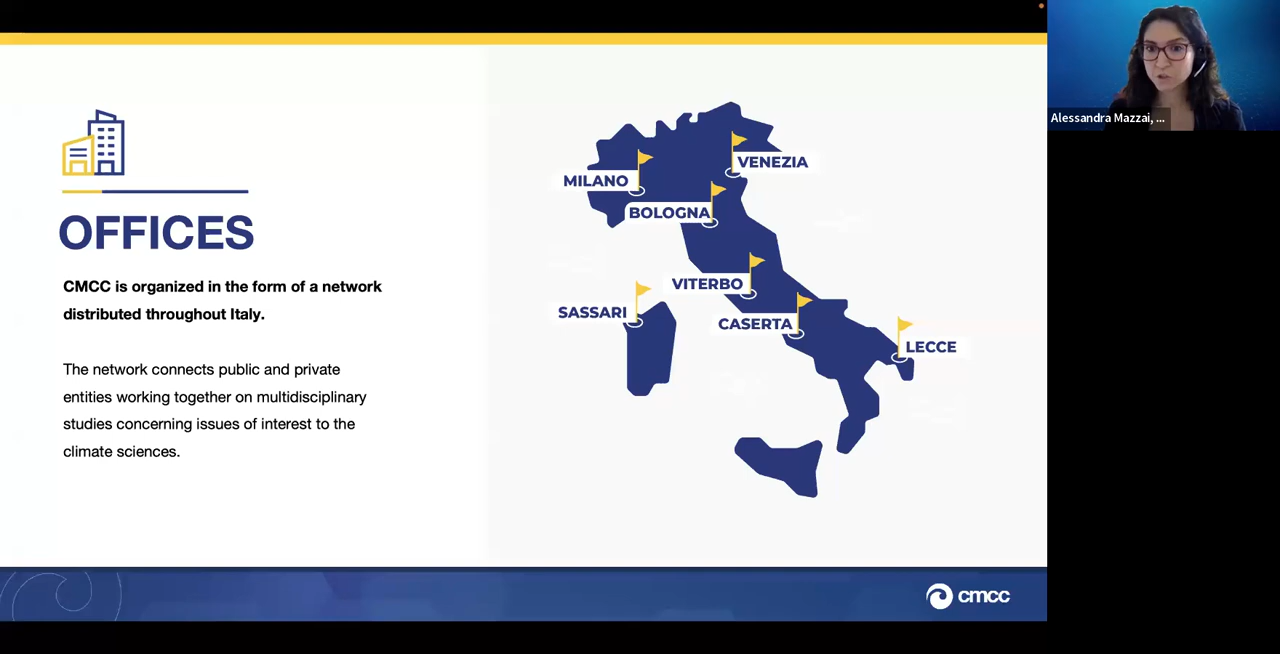 OFFICES
CMCC is organized in the form of a network
distributed throughout Italy.
The network connects public and private
entities working together on multidisciplinary
studies concerning issues of interest to the
climate sciences.
VENEZIA
MILANO
BOLOGNA
VITERBO
SASSARI
CASERTA
LECCE
cmcc
Alessandra Mazzai, ...